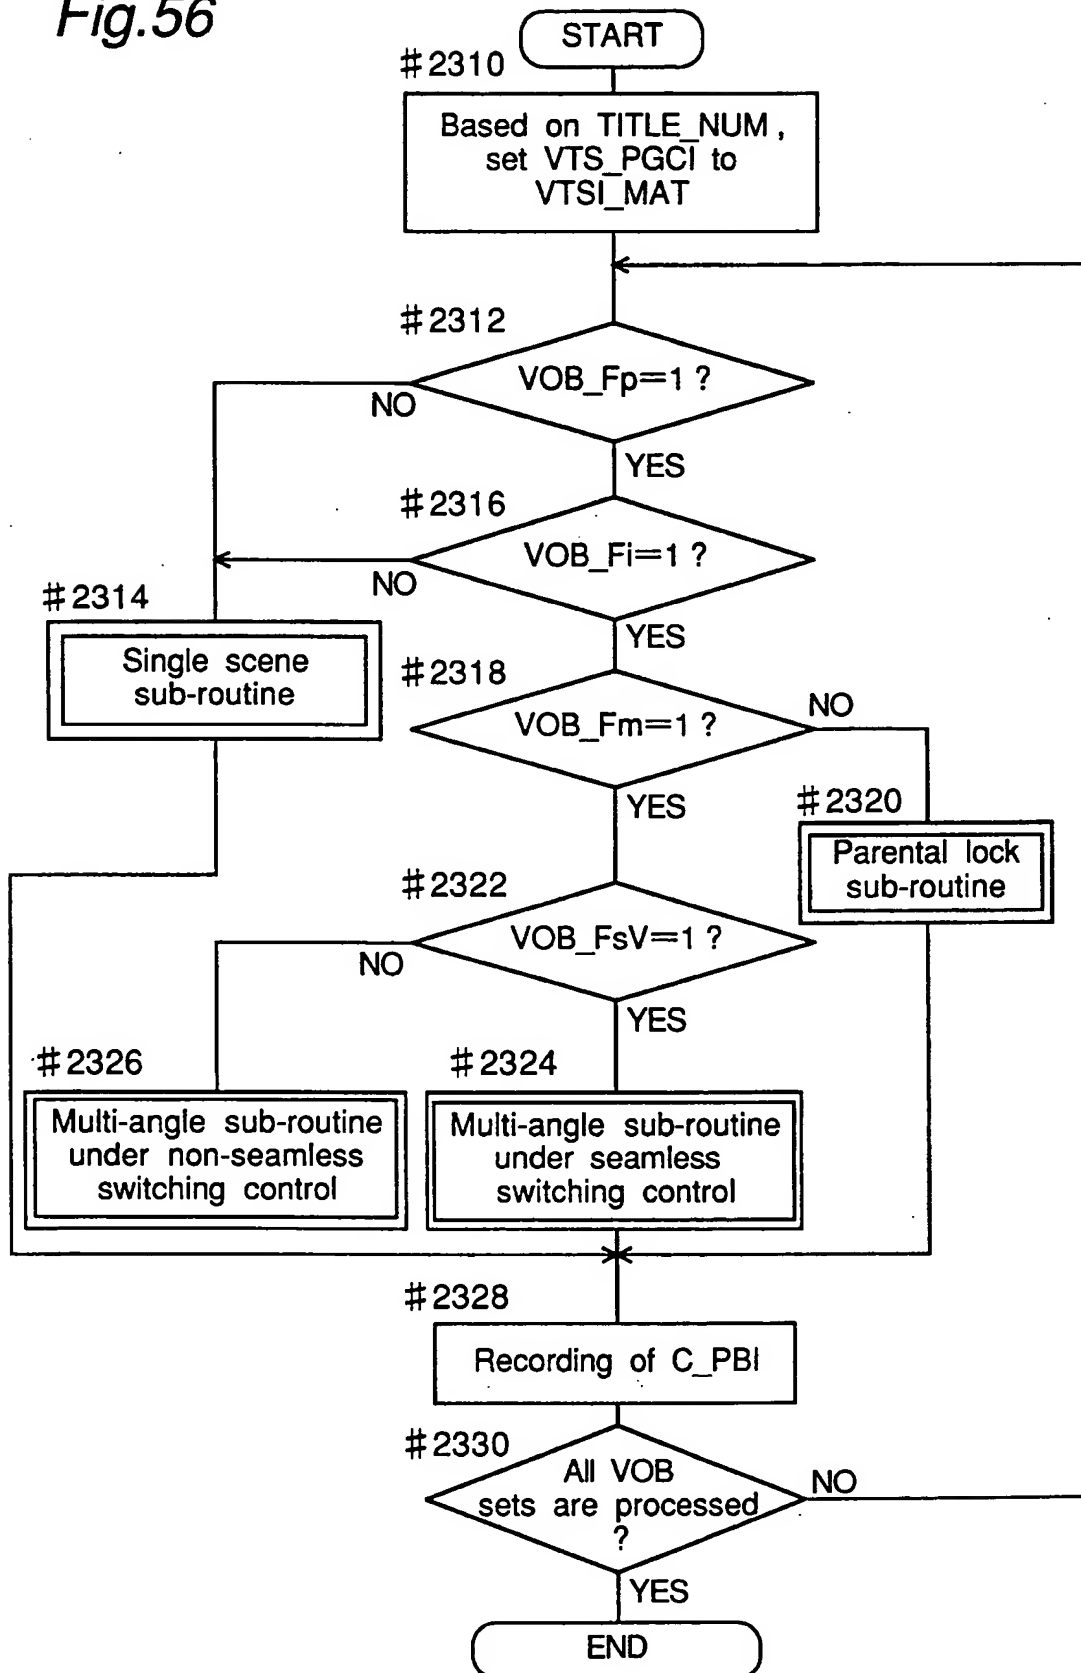 Fig.56
START
#2310
Based on TITLE_NUM,
set VTS_PGCI to
VTSI_MAT
#2312
VOB_Fp=1 ?
NO
YES
#2316
VOB_Fi=1 ?
NO
YES
#2314
Single scene
sub-routine
#2318
VOB_Fm=1 ?
NO
YES
#2320
Parental lock
sub-routine
#2322
VOB_FsV=1 ?
NO
YES
#2326
Multi-angle sub-routine
under non-seamless
switching control
#2324
Multi-angle sub-routine
under seamless
switching control
#2328
Recording of C_PBI
#2330
All VOB
sets are processed
?
NO
YES
END